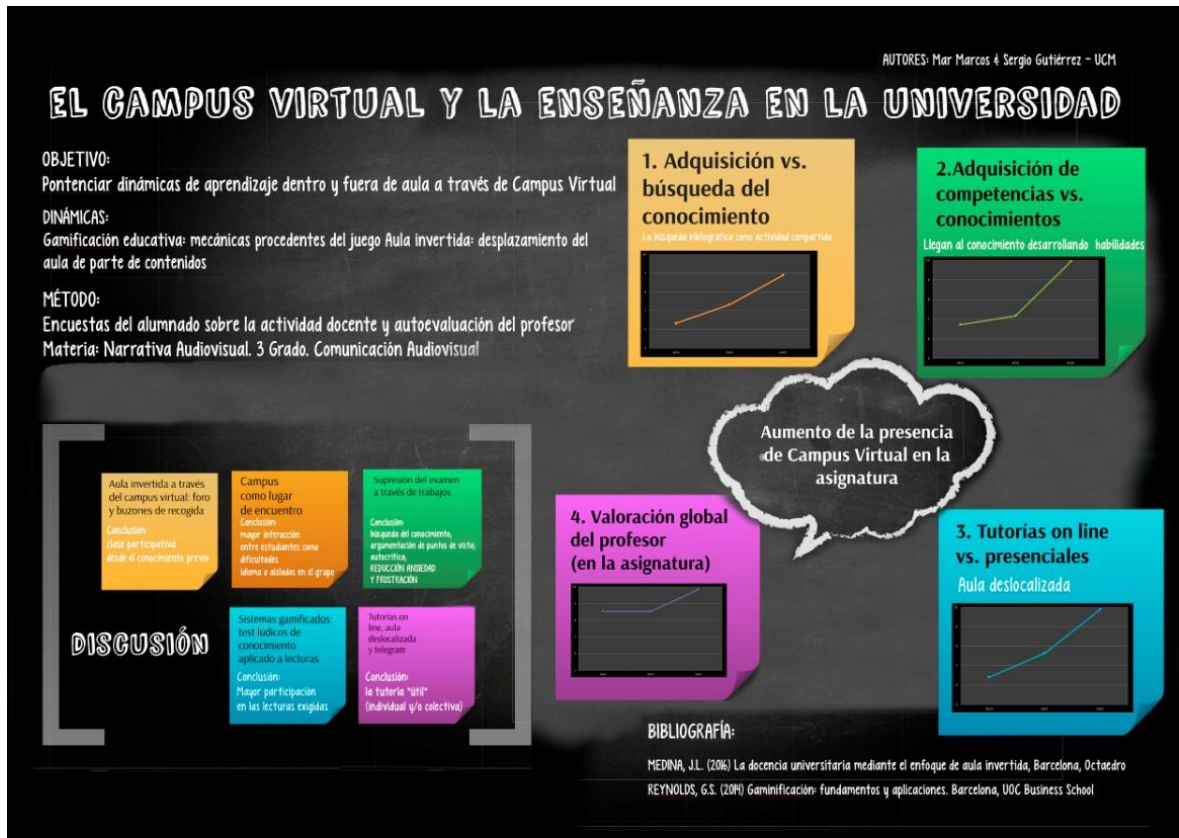 AUTORES: Mar Marcos & Sergio Gutiérrez - UCM
EL CAMPUS VIRTUAL Y LA ENSEÑANZA EN LA UNIVERSIDAD
OBJETIVO:
Pontenciar dinámicas de aprendizaje dentro y fuera de aula a través de Campus Virtual
DINÁMICAS:
Gamificación educativa: mecánicas procedentes del juego Aula invertida: desplazamiento del
aula de parte de contenidos
MÉTODO:
Encuestas del alumnado sobre la actividad docente y autoevaluación del profesor
Materia: Narrativa Audiovisual. 3 Grado. Comunicación Audiovisual
1. Adquisición vs.
búsqueda del
conocimiento
La búsqueda bibliográfica como actividad compartida
2.Adquisición de
competencias vs.
conocimientos
Llegan al conocimiento desarrollando habilidades
Aumento de la presencia
de Campus Virtual en la
asignatura
4. Valoración global
del profesor
(en la asignatura)
3. Tutorías on line
vs. presenciales
Aula deslocalizada
DISCUSIÓN
Aula invertida a través
del campus virtual: foro
y buzones de recogida
Conclusión:
clase participativa
desde el conocimiento previo
Campus
como lugar
de encuentro
Conclusión:
mayor interacción
entre estudiantes como
dificultades
idioma o aislados en el grupo
Supresión del examen
a través de trabajos
Conclusión:
búsqueda del conocimiento,
argumentación de puntos de vista,
autocrítica,
REDUCCIÓN ANSIEDAD
Y FRUSTRACIÓN
Sistemas gamificados:
test lúdicos de
conocimiento
aplicado a lecturas
Conclusión:
Mayor participación
en las lecturas exigidas
Tutorías on
line, aula
deslocalizada
y telegram
Conclusión:
la tutoría "útil"
(individual y/o colectiva)
BIBLIOGRAFÍA:
MEDINA, J.L. (2016) La docencia universitaria mediante el enfoque de aula invertida, Barcelona, Octaedro
REYNOLDS, G.S. (2014) Gaminificación: fundamentos y aplicaciones. Barcelona, UOC Business School